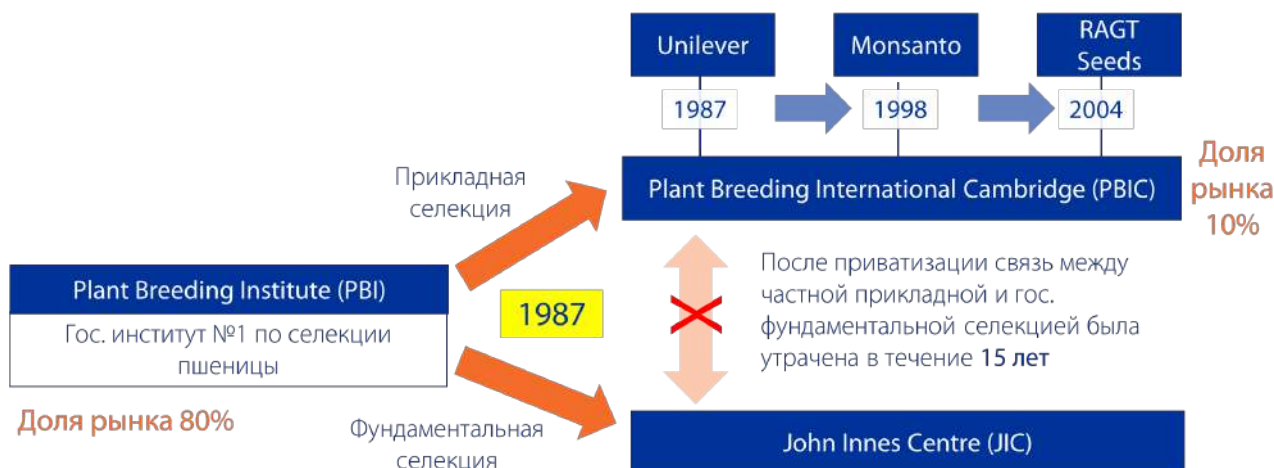 Unilever
Monsanto
RAGT
Seeds
1987
1998
2004
Plant Breeding International Cambridge (PBIC)
Доля
рынка
10%
Прикладная
селекция
Plant Breeding Institute (PBI)
Гос. институт №1 по селекции
пшеницы
Доля рынка 80%
1987
После приватизации связь между
частной прикладной и гос.
фундаментальной селекцией была
утрачена в течение 15 лет
Фундаментальная
селекция
John Innes Centre (JIC)